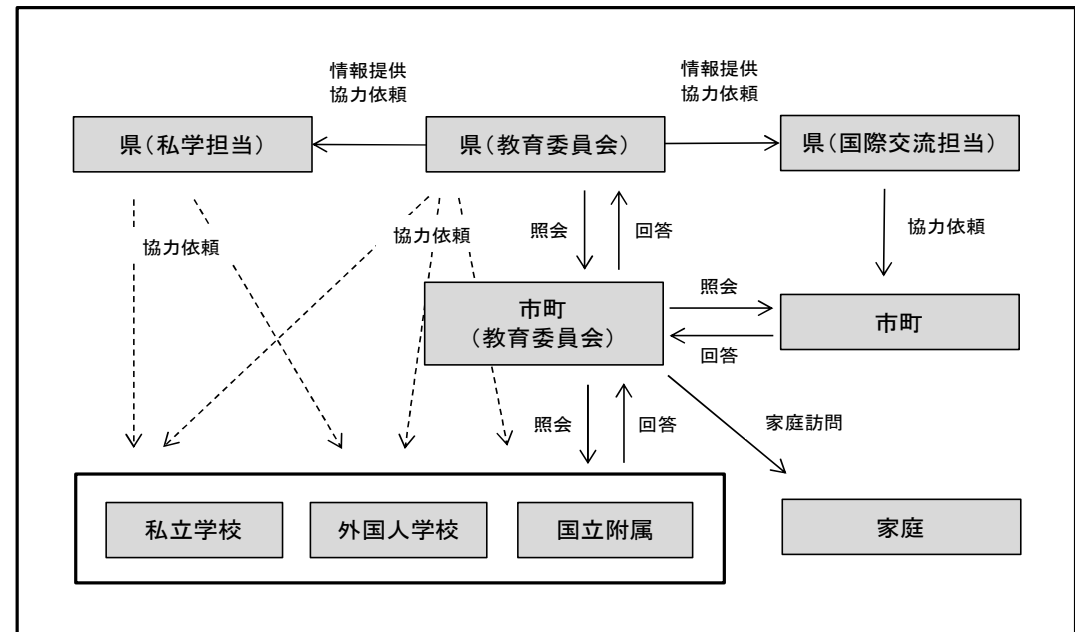 情報提供
協力依頼
情報提供
協力依頼
県(私学担当)
県(教育委員会)
県(国際交流担当)
協力依頼
協力依頼
照会
回答
協力依頼
市町
(教育委員会)
照会
回答
市町
照会
回答
家庭訪問
私立学校
外国人学校
国立附属
家庭